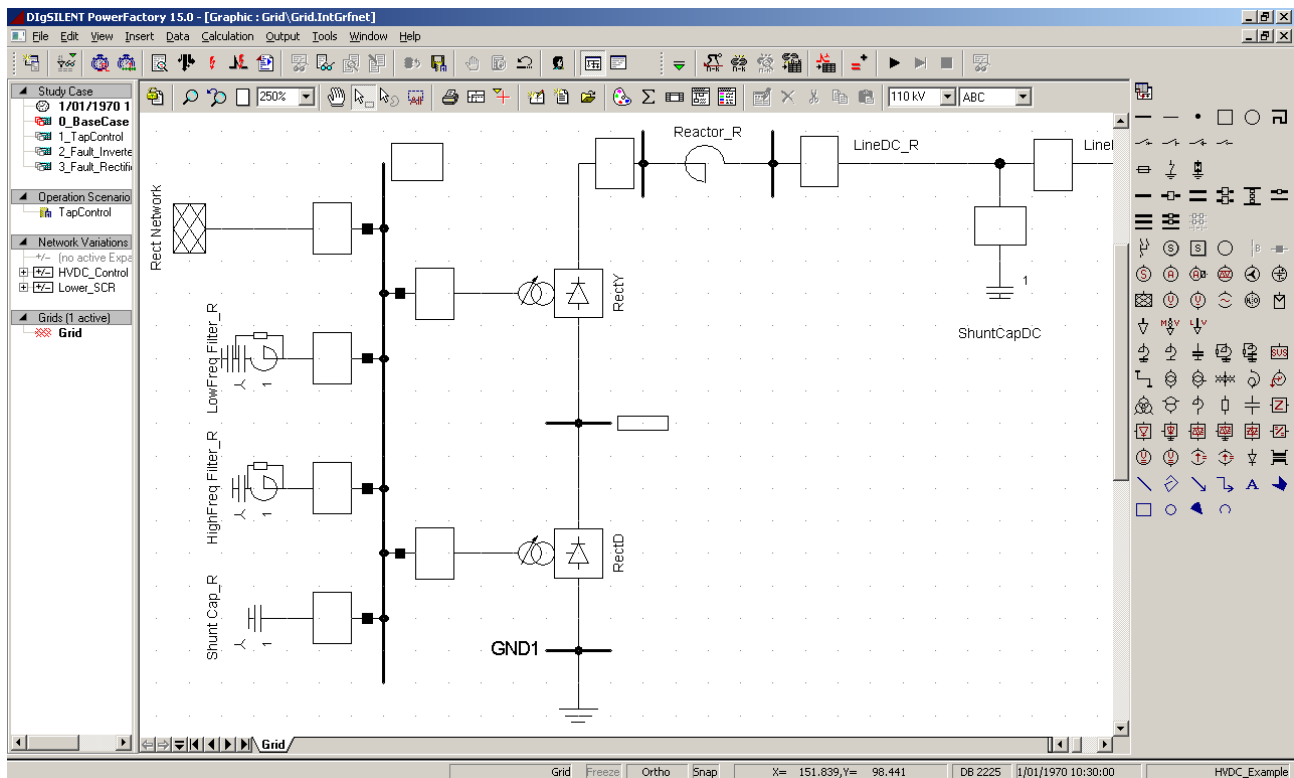 DIgSILENT PowerFactory 15.0 - [Graphic : Grid\Grid.IntGrfnet]
File Edit View Insert Data Calculation Output Tools Window Help
250%
110 kV
ABC
Study Case
1/01/1970 1
0_BaseCase
1_TapControl
2_Fault_Inverte
3_Fault_Rectifi
Operation Scenario
TapControl
Network Variations
(no active Expa
HVDC_Control
Lower_SCR
Grids (1 active)
Grid
Rect Network
LowFreq Filter_R
1
HighFreq Filter_R
1
Shunt Cap_R
1
RectY
RectD
GND1
Reactor_R
LineDC_R
Linel
1
ShuntCapDC
SVS
Grid
Grid Freeze Ortho Snap X= 151.839,Y= 98.441 DB 2225 1/01/1970 10:30:00 HVDC_Example